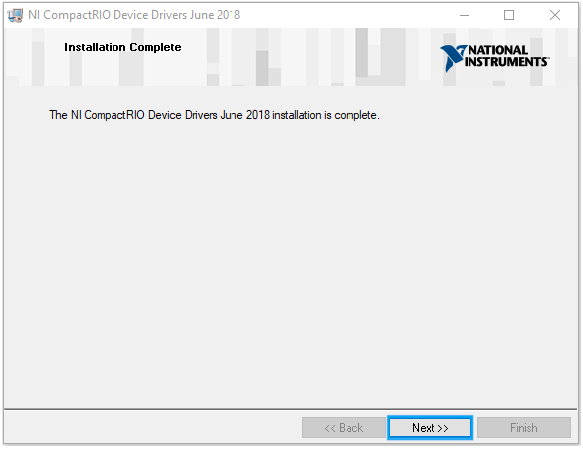 NI CompactRIO Device Drivers June 2018
Installation Complete
NATIONAL
INSTRUMENTS
The NI CompactRIO Device Drivers June 2018 installation is complete.
<< Back
Next >>
Finish